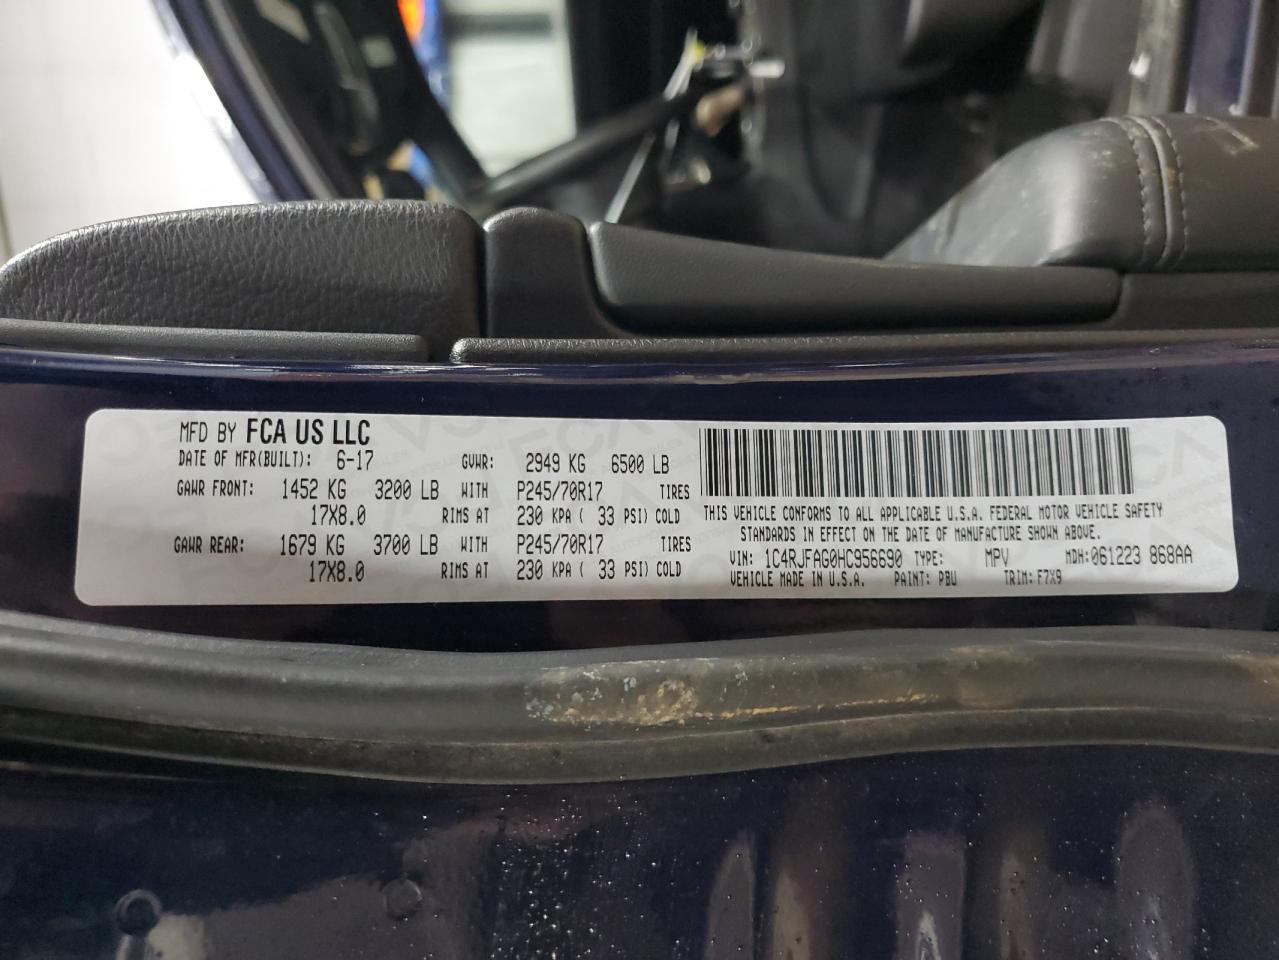 MFD BY FCA US LLC
DATE OF MFR(BUILT): 6-17 GVWR: 2949 KG 6500 LB
GAWR FRONT: 1452 KG 3200 LB WITH P245/70R17 TIRES
17X8.0 RIMS AT 230 KPA ( 33 PSI) COLD
GAWR REAR: 1679 KG 3700 LB WITH P245/70R17 TIRES
17X8.0 RIMS AT 230 KPA ( 33 PSI) COLD
THIS VEHICLE CONFORMS TO ALL APPLICABLE U.S.A. FEDERAL MOTOR VEHICLE SAFETY
STANDARDS IN EFFECT ON THE DATE OF MANUFACTURE SHOWN ABOVE.
VIN: 1C4RJFAG0HC956690 TYPE: MPV MDH:061223 868AA
VEHICLE MADE IN U.S.A. PAINT: PBU TRIM: F7X9